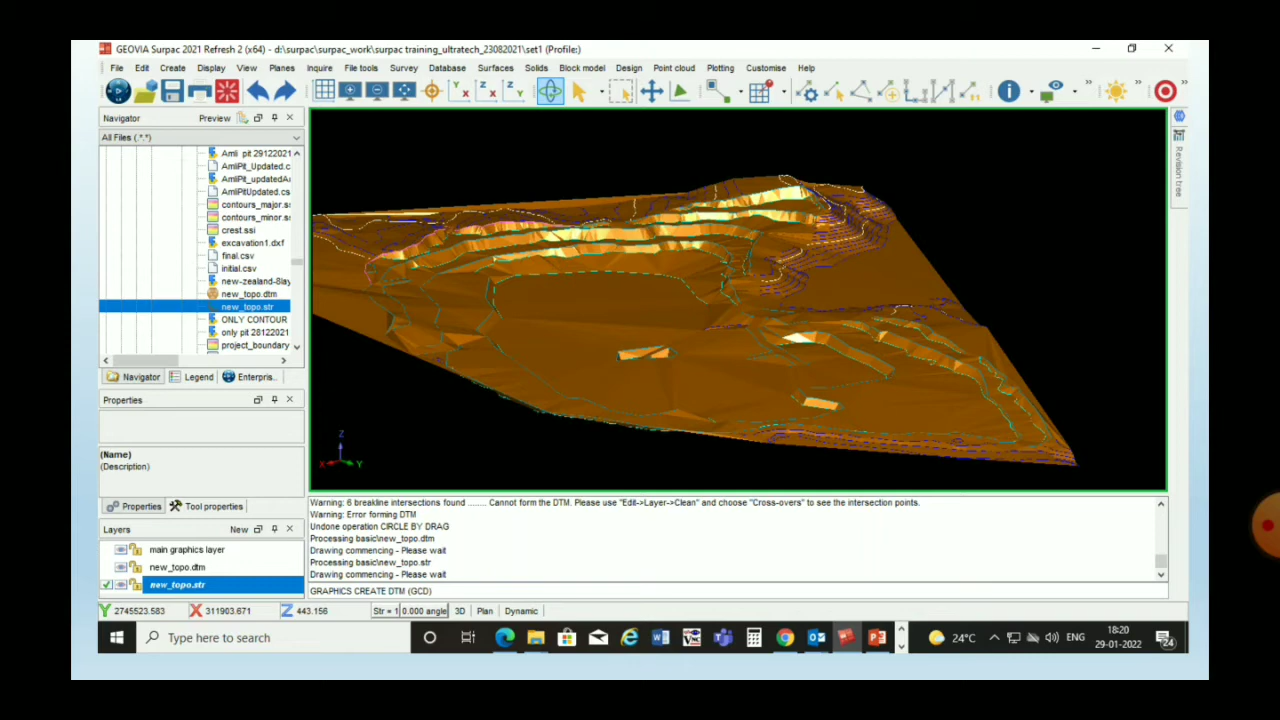 GEOVIA Surpac 2021 Refresh 2 (x64) - d:\surpac\surpac_work\surpac training_ultratech_23082021\set1 (Profile:)
File Edit Create Display View Planes Inquire File tools Survey Database Surfaces Solids Block model Design Point cloud Plotting Customise Help
Navigator Preview
All Files (*.*)
Amli pit 29122021
AmliPit_Updated.c
AmliPit_updatedA
AmliPitUpdated.cs
contours_major.s
contours_minor.s
crest.ssi
excavation1.dxf
final.csv
initial.csv
new-zealand-8lay
new_topo.dtm
new_topo.str
ONLY CONTOUR
only pit 28122021
project_boundary
Navigator Legend Enterpris...
Properties
(Name)
(Description)
Properties Tool properties
Layers New
main graphics layer
new_topo.dtm
new_topo.str
Revision tree
Z
X Y
Warning: 6 breakline intersections found ........ Cannot form the DTM. Please use "Edit->Layer->Clean" and choose "Cross-overs" to see the intersection points.
Warning: Error forming DTM
Undone operation CIRCLE BY DRAG
Processing basic\new_topo.dtm
Drawing commencing - Please wait
Processing basic\new_topo.str
Drawing commencing - Please wait
GRAPHICS CREATE DTM (GCD)
Y 2745523.583 X 311903.671 Z 443.156 Str = 1 0.000 angle 3D Plan Dynamic
Type here to search
24°C ENG
18:20
29-01-2022
24